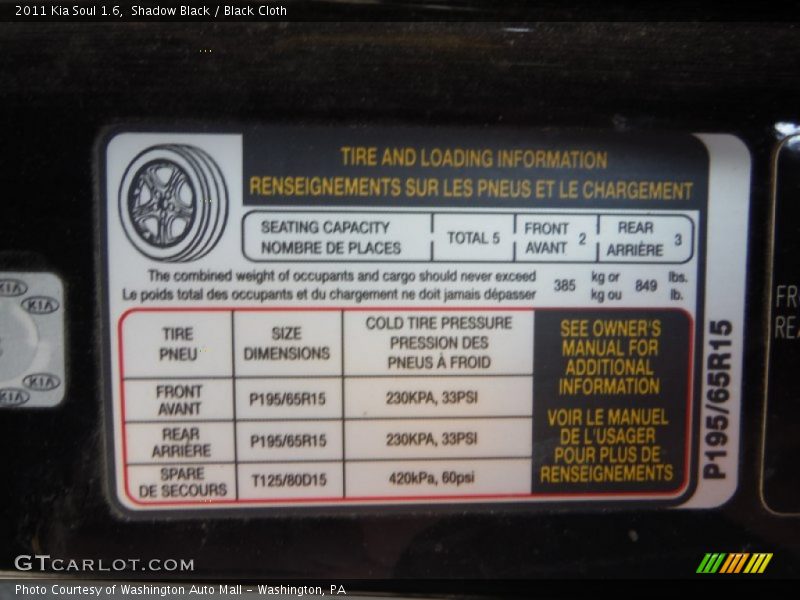 2011 Kia Soul 1.6,  Shadow Black / Black Cloth
TIRE AND LOADING INFORMATION
RENSEIGNEMENTS SUR LES PNEUS ET LE CHARGEMENT
SEATING CAPACITY
NOMBRE DE PLACES
TOTAL 5
FRONT
AVANT 2
REAR
ARRIÈRE 3
The combined weight of occupants and cargo should never exceed 385 kg or 849 lbs.
Le poids total des occupants et du chargement ne doit jamais dépasser kg ou lb.
TIRE
PNEU
SIZE
DIMENSIONS
COLD TIRE PRESSURE
PRESSION DES
PNEUS À FROID
FRONT
AVANT
P195/65R15
230KPA, 33PSI
REAR
ARRIÈRE
P195/65R15
230KPA, 33PSI
SPARE
DE SECOURS
T125/80D15
420kPa, 60psi
SEE OWNER'S
MANUAL FOR
ADDITIONAL
INFORMATION
VOIR LE MANUEL
DE L'USAGER
POUR PLUS DE
RENSEIGNEMENTS
P195/65R15
KIA
KIA
KIA
KIA
FR
RE
GTCARLOT.COM
Photo Courtesy of Washington Auto Mall - Washington, PA